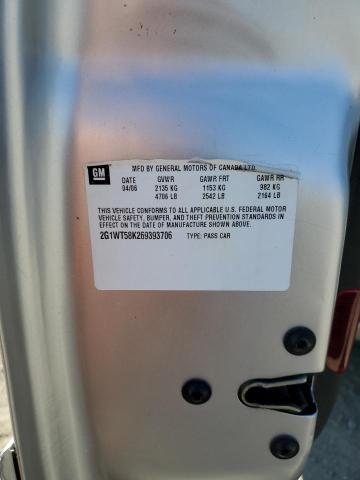 GM
MFD BY GENERAL MOTORS OF CANADA LTD.
DATE GVWR GAWR FRT GAWR RR
04/06 2135 KG 1153 KG 982 KG
4706 LB 2542 LB 2164 LB
THIS VEHICLE CONFORMS TO ALL APPLICABLE U.S. FEDERAL MOTOR
VEHICLE SAFETY, BUMPER, AND THEFT PREVENTION STANDARDS IN
EFFECT ON THE DATE OF MANUFACTURE SHOWN ABOVE.
2G1WT58K269393706 TYPE: PASS CAR